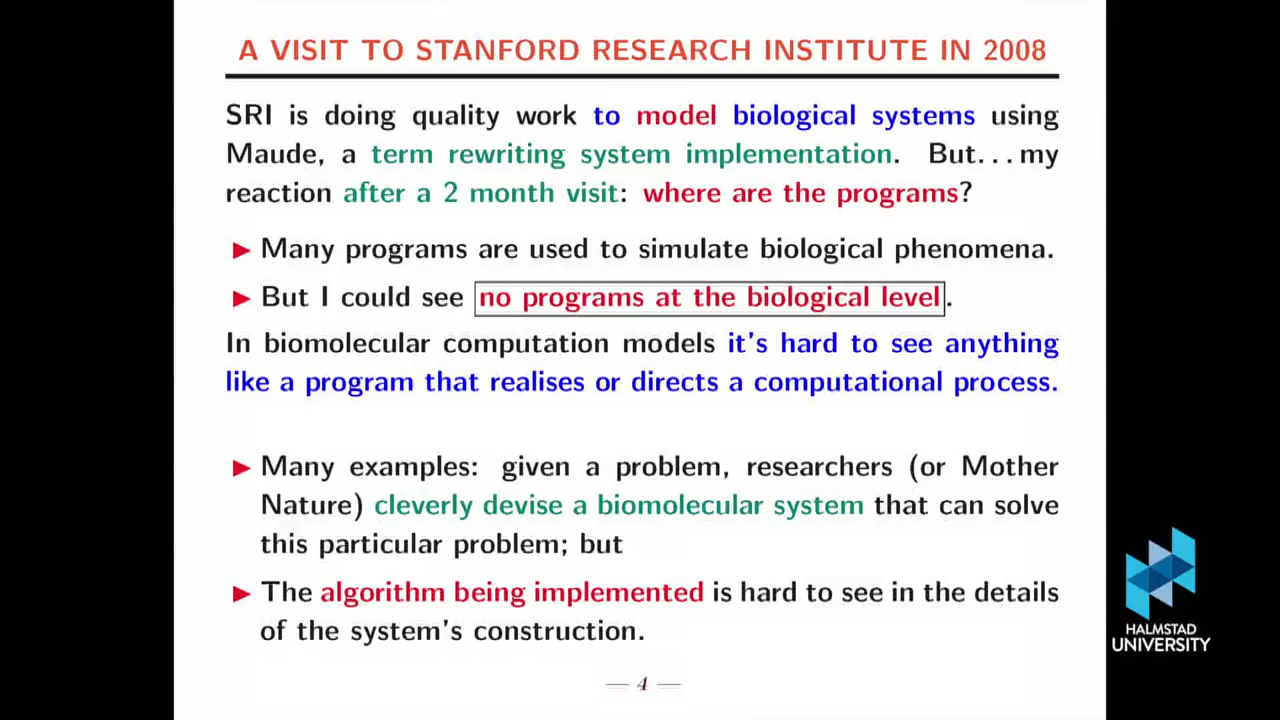 A VISIT TO STANFORD RESEARCH INSTITUTE IN 2008
SRI is doing quality work to model biological systems using
Maude, a term rewriting system implementation. But...my
reaction after a 2 month visit: where are the programs?
► Many programs are used to simulate biological phenomena.
► But I could see no programs at the biological level.
In biomolecular computation models it's hard to see anything
like a program that realises or directs a computational process.
► Many examples: given a problem, researchers (or Mother
Nature) cleverly devise a biomolecular system that can solve
this particular problem; but
► The algorithm being implemented is hard to see in the details
of the system's construction.
— 4 —
HALMSTAD
UNIVERSITY